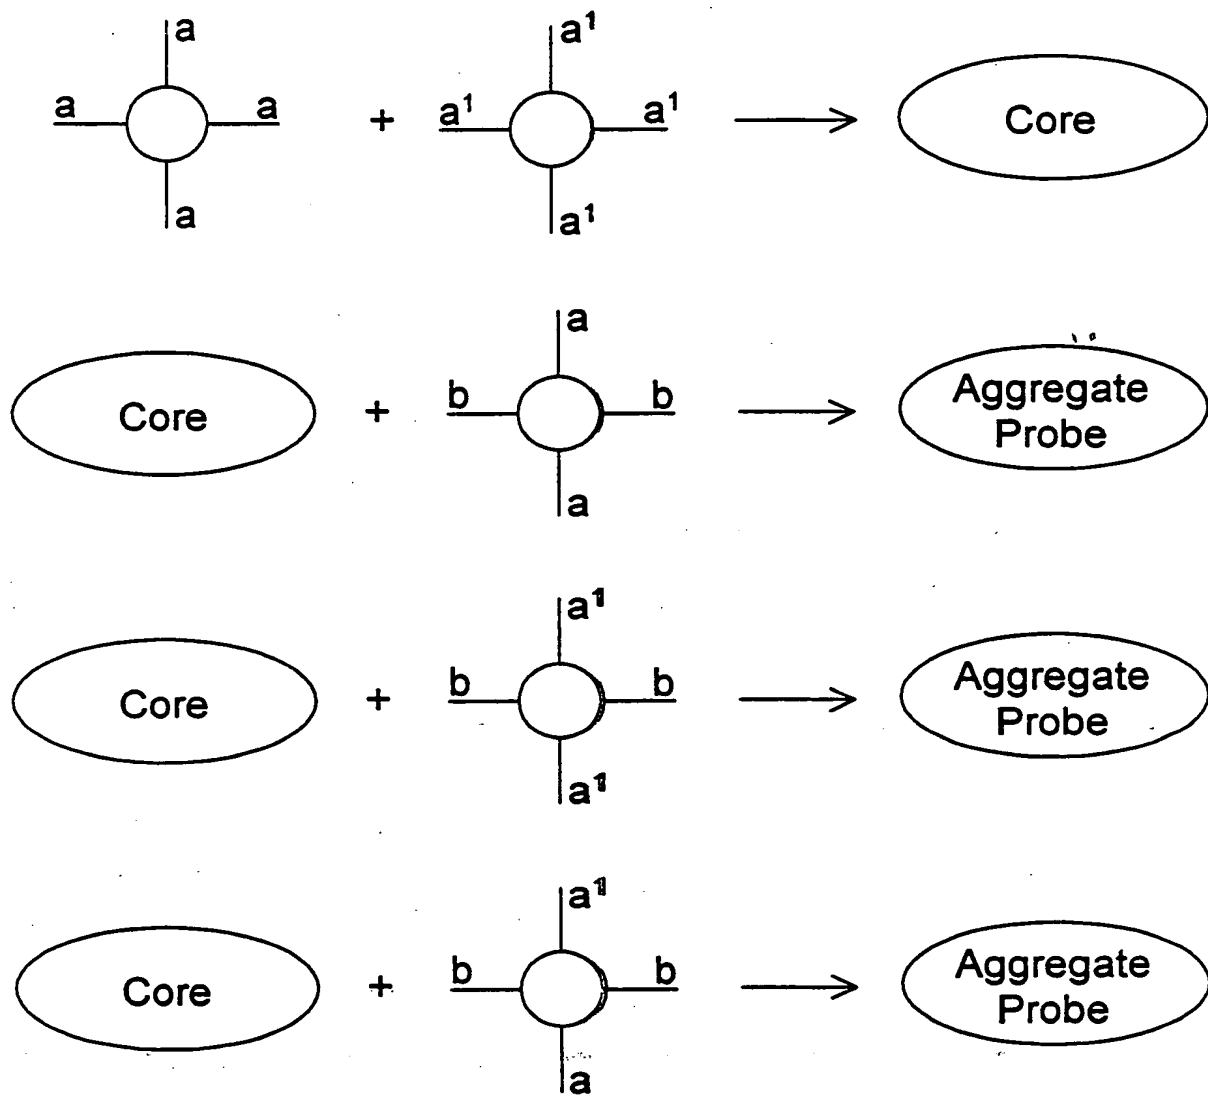 a
a a
a
+
a¹
a¹ a¹
a¹
Core
Core
+
a
b b
a
Aggregate
Probe
Core
+
a¹
b b
a¹
Aggregate
Probe
Core
+
a¹
b b
a
Aggregate
Probe